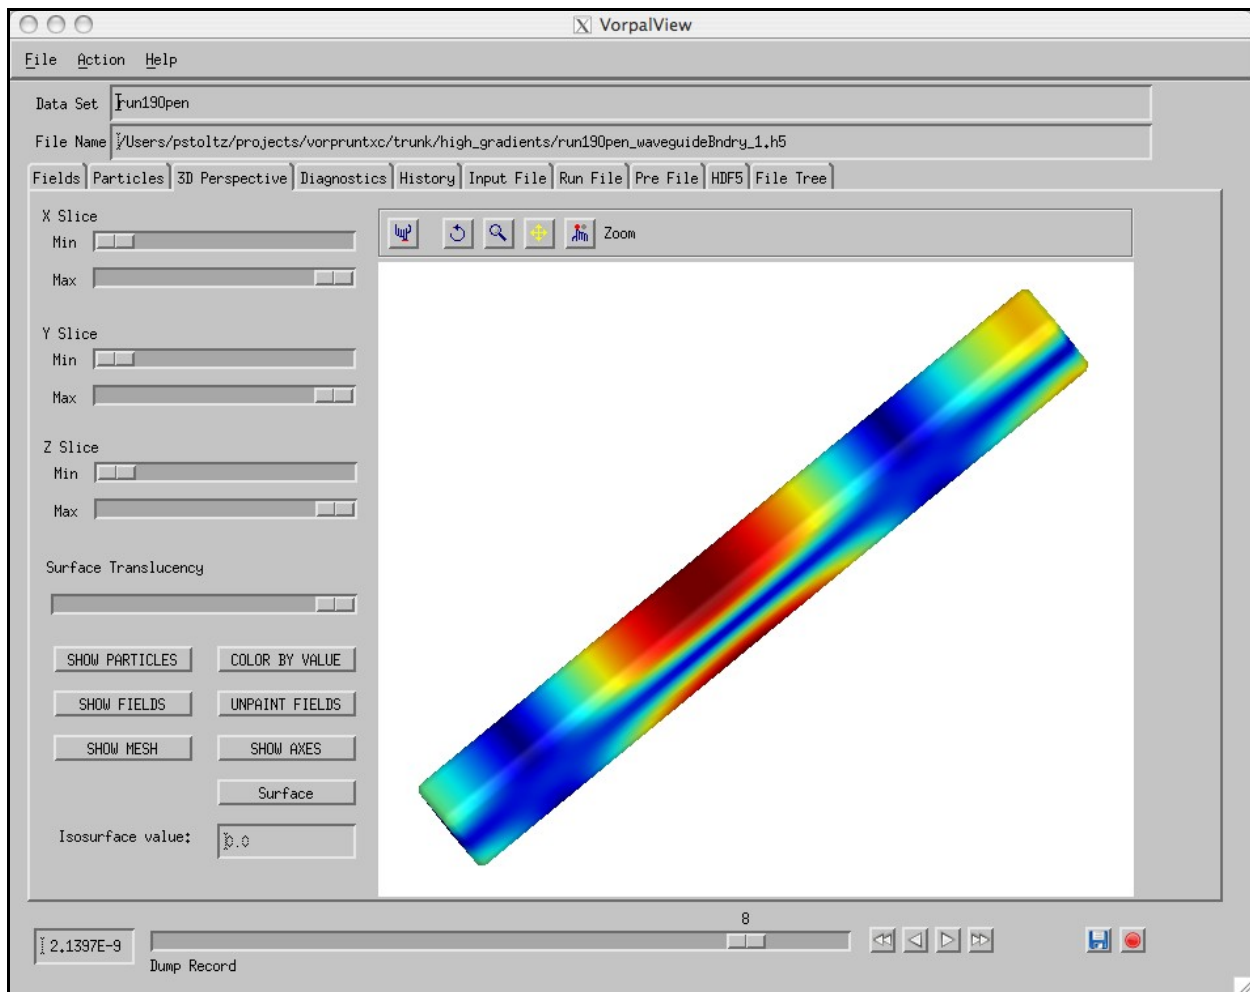 VorpalView
File Action Help
Data Set run190pen
File Name /Users/pstoltz/projects/vorpruntxc/trunk/high_gradients/run190pen_waveguideBndry_1.h5
Fields Particles 3D Perspective Diagnostics History Input File Run File Pre File HDF5 File Tree
X Slice
Min
Max
Zoom
Y Slice
Min
Max
Z Slice
Min
Max
Surface Translucency
SHOW PARTICLES COLOR BY VALUE
SHOW FIELDS UNPAINT FIELDS
SHOW MESH SHOW AXES
Surface
Isosurface value: 0.0
8
2.1397E-9
Dump Record